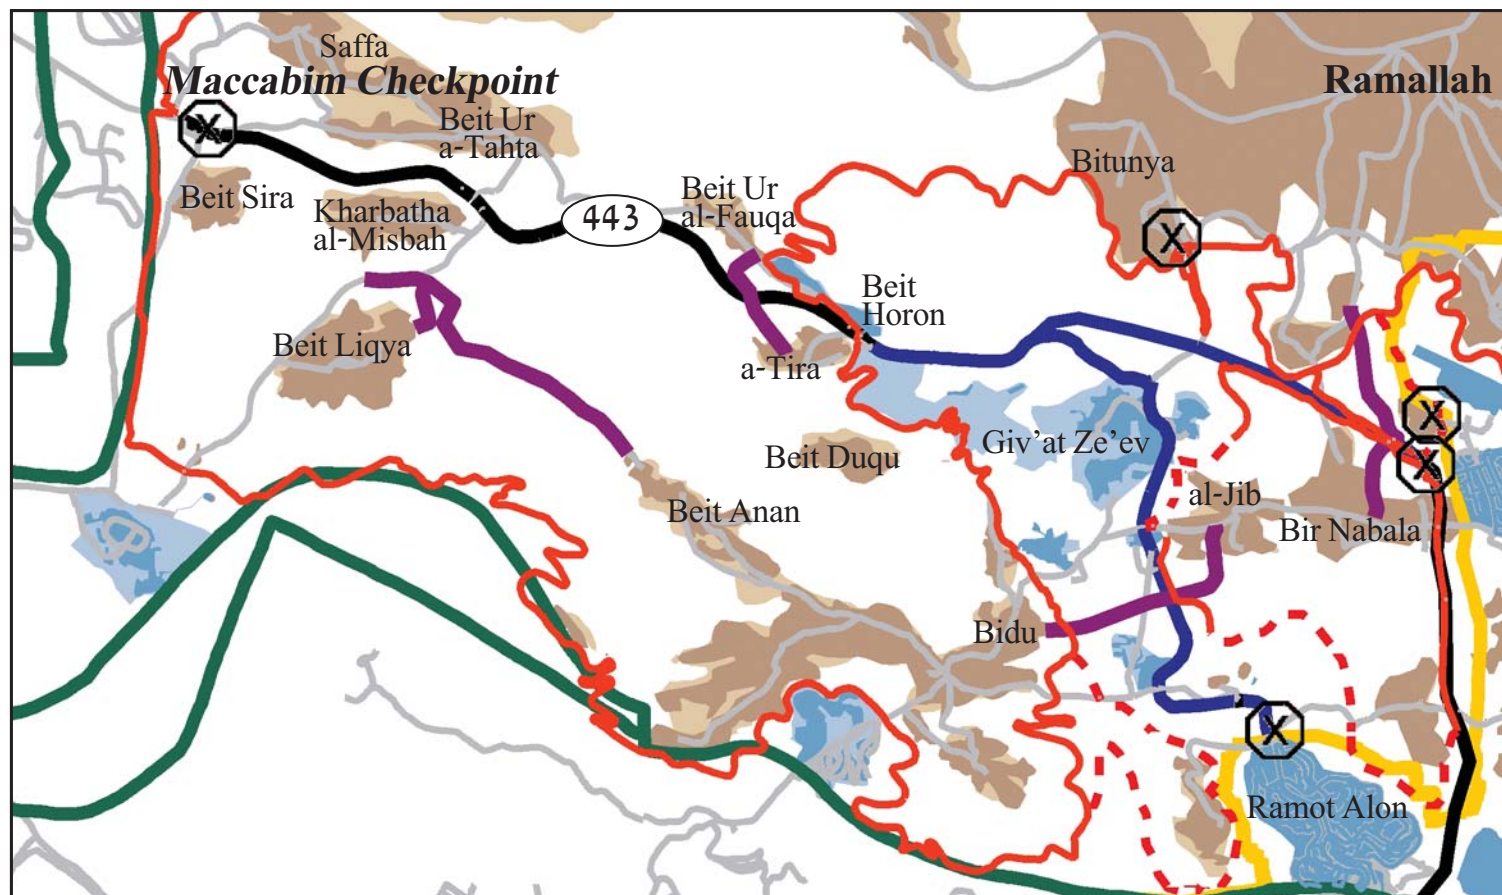 Saffa
Maccabim Checkpoint
Ramallah
Beit Ur
a-Tahta
Bitunya
Beit Sira
Kharbatha
al-Misbah
443
Beit Ur
al-Fauqa
X
X
Beit
Horon
Beit Liqya
a-Tira
X
X
Giv'at Ze'ev
Beit Duqu
al-Jib
Beit Anan
Bir Nabala
Bidu
X
Ramot Alon